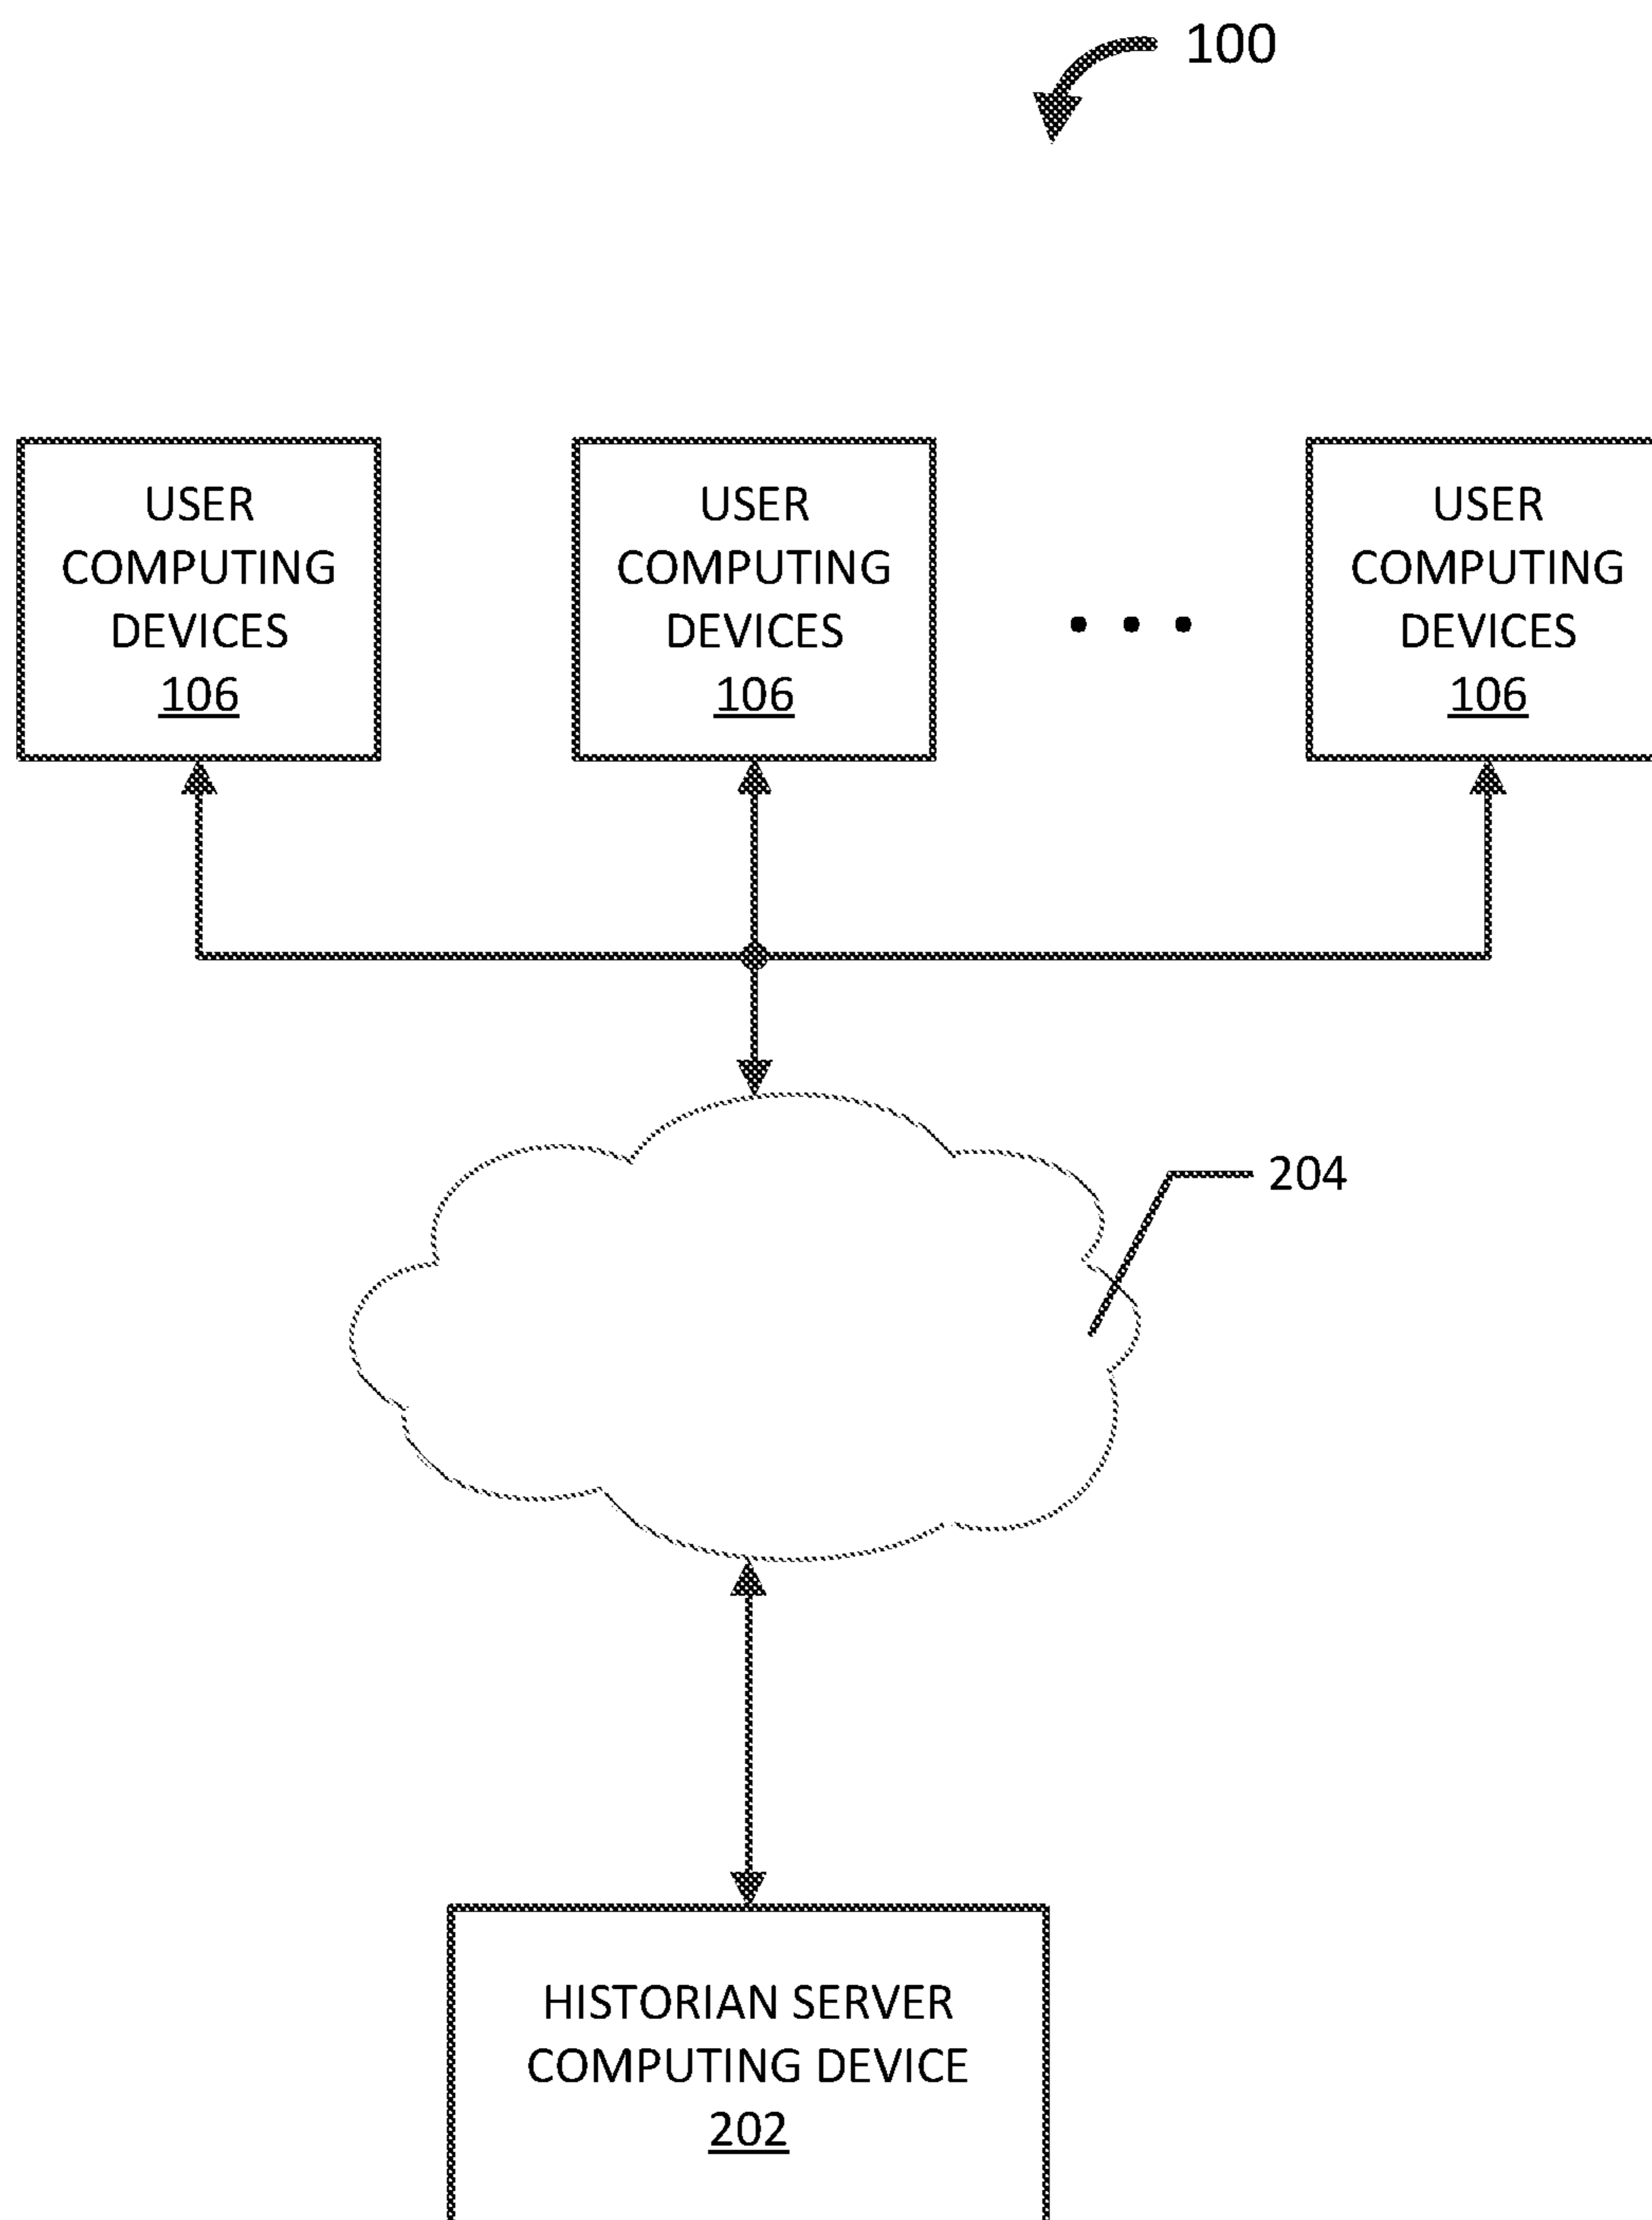 100
USER
COMPUTING
DEVICES
106
USER
COMPUTING
DEVICES
106
USER
COMPUTING
DEVICES
106
204
HISTORIAN SERVER
COMPUTING DEVICE
202